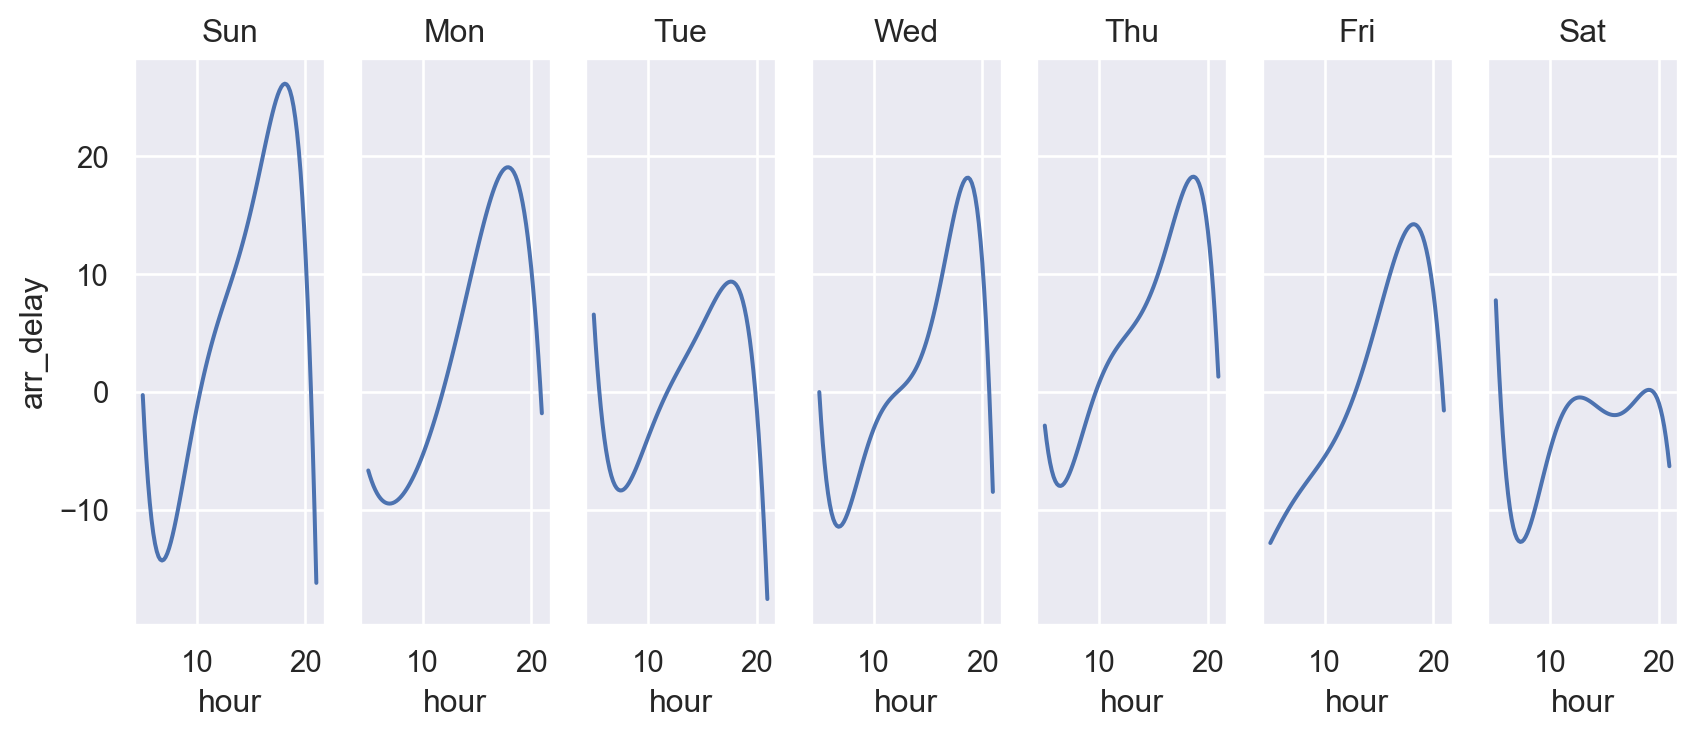 Sun Mon Tue Wed Thu Fri Sat
arr_delay
20
10
0
−10
10 20 10 20 10 20 10 20 10 20 10 20 10 20
hour hour hour hour hour hour hour